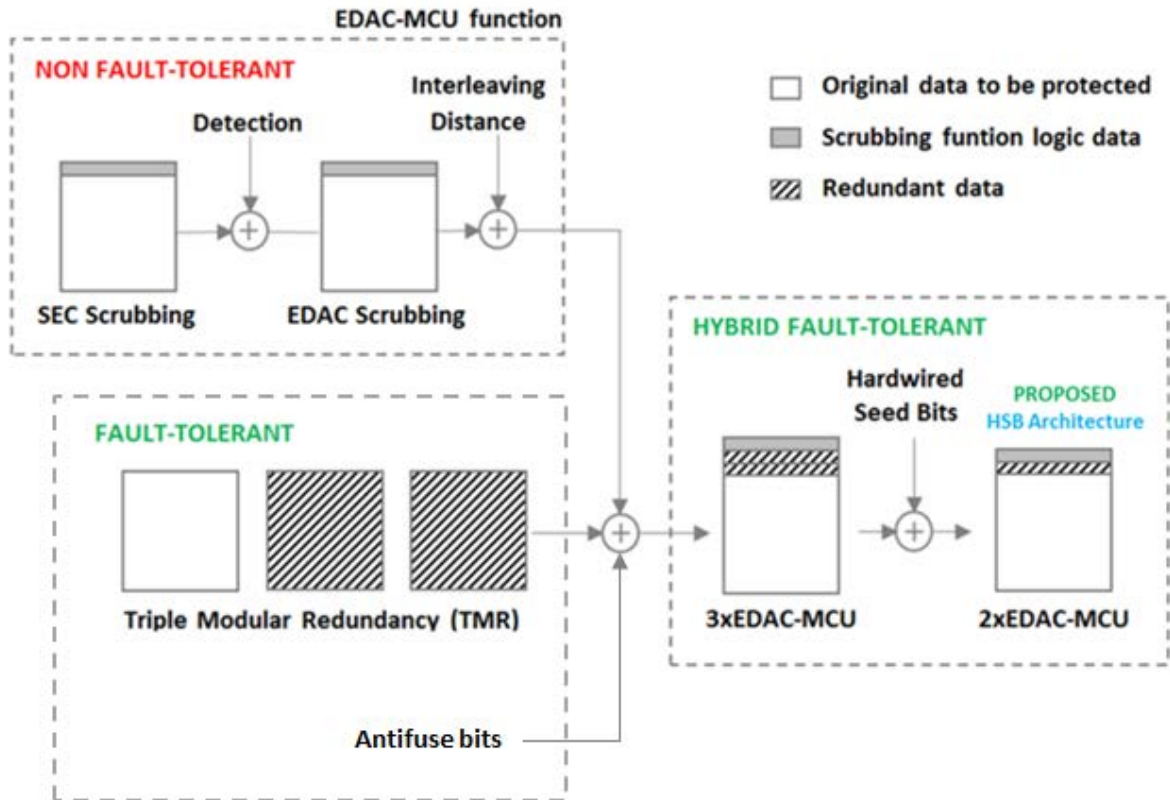 EDAC-MCU function
NON FAULT-TOLERANT
Detection
Interleaving
Distance
SEC Scrubbing
EDAC Scrubbing
Original data to be protected
Scrubbing funtion logic data
Redundant data
FAULT-TOLERANT
Triple Modular Redundancy (TMR)
Antifuse bits
HYBRID FAULT-TOLERANT
Hardwired
Seed Bits
PROPOSED
HSB Architecture
3xEDAC-MCU
2xEDAC-MCU